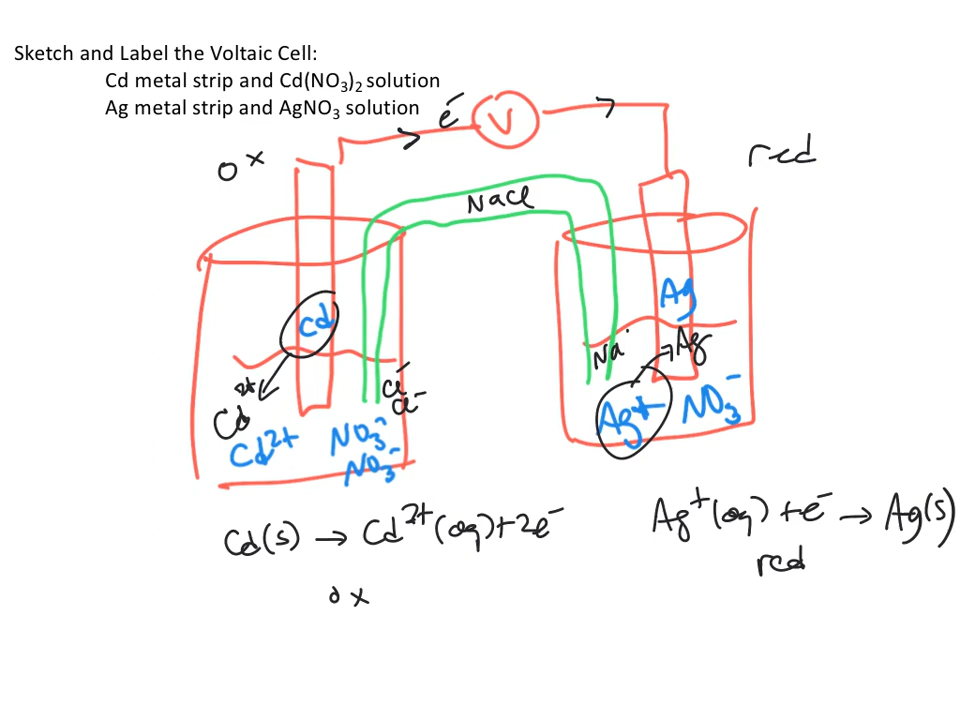 Sketch and Label the Voltaic Cell:
Cd metal strip and Cd(NO₃)₂ solution
Ag metal strip and AgNO₃ solution
e⁻
V
ox
red
NaCl
Cd
Ag
Cd²⁺
Cl⁻
Cl⁻
Na⁺
Ag
Cd²⁺
NO₃⁻
NO₃⁻
Ag⁺
NO₃⁻
Cd(s) → Cd²⁺(aq) + 2e⁻
ox
Ag⁺(aq) + e⁻ → Ag(s)
red